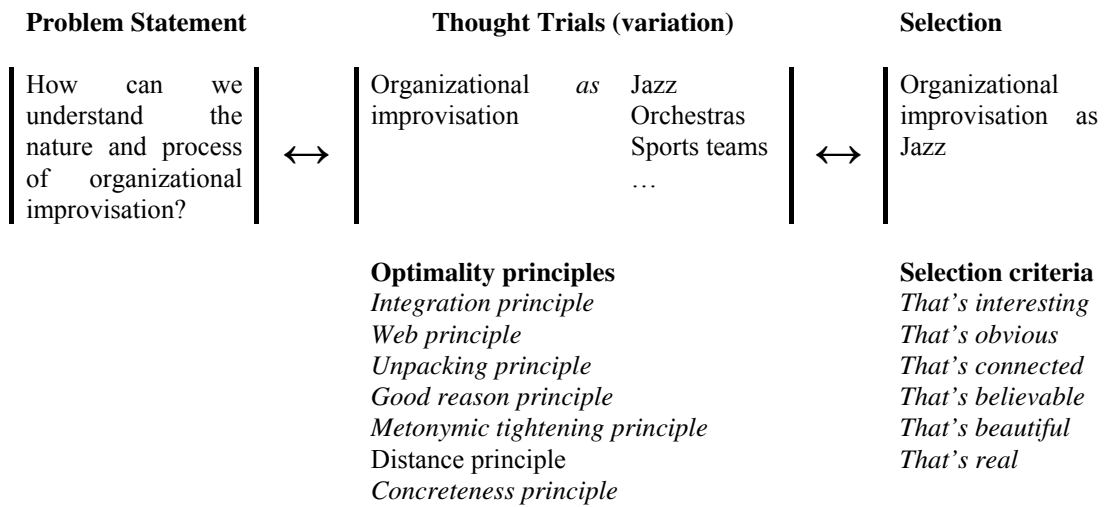 Problem Statement
Thought Trials (variation)
Selection
How can we
understand the
nature and process
of organizational
improvisation?
↔
Organizational as Jazz
improvisation Orchestras
Sports teams
…
↔
Organizational
improvisation as
Jazz
Optimality principles
Integration principle
Web principle
Unpacking principle
Good reason principle
Metonymic tightening principle
Distance principle
Concreteness principle
Selection criteria
That's interesting
That's obvious
That's connected
That's believable
That's beautiful
That's real